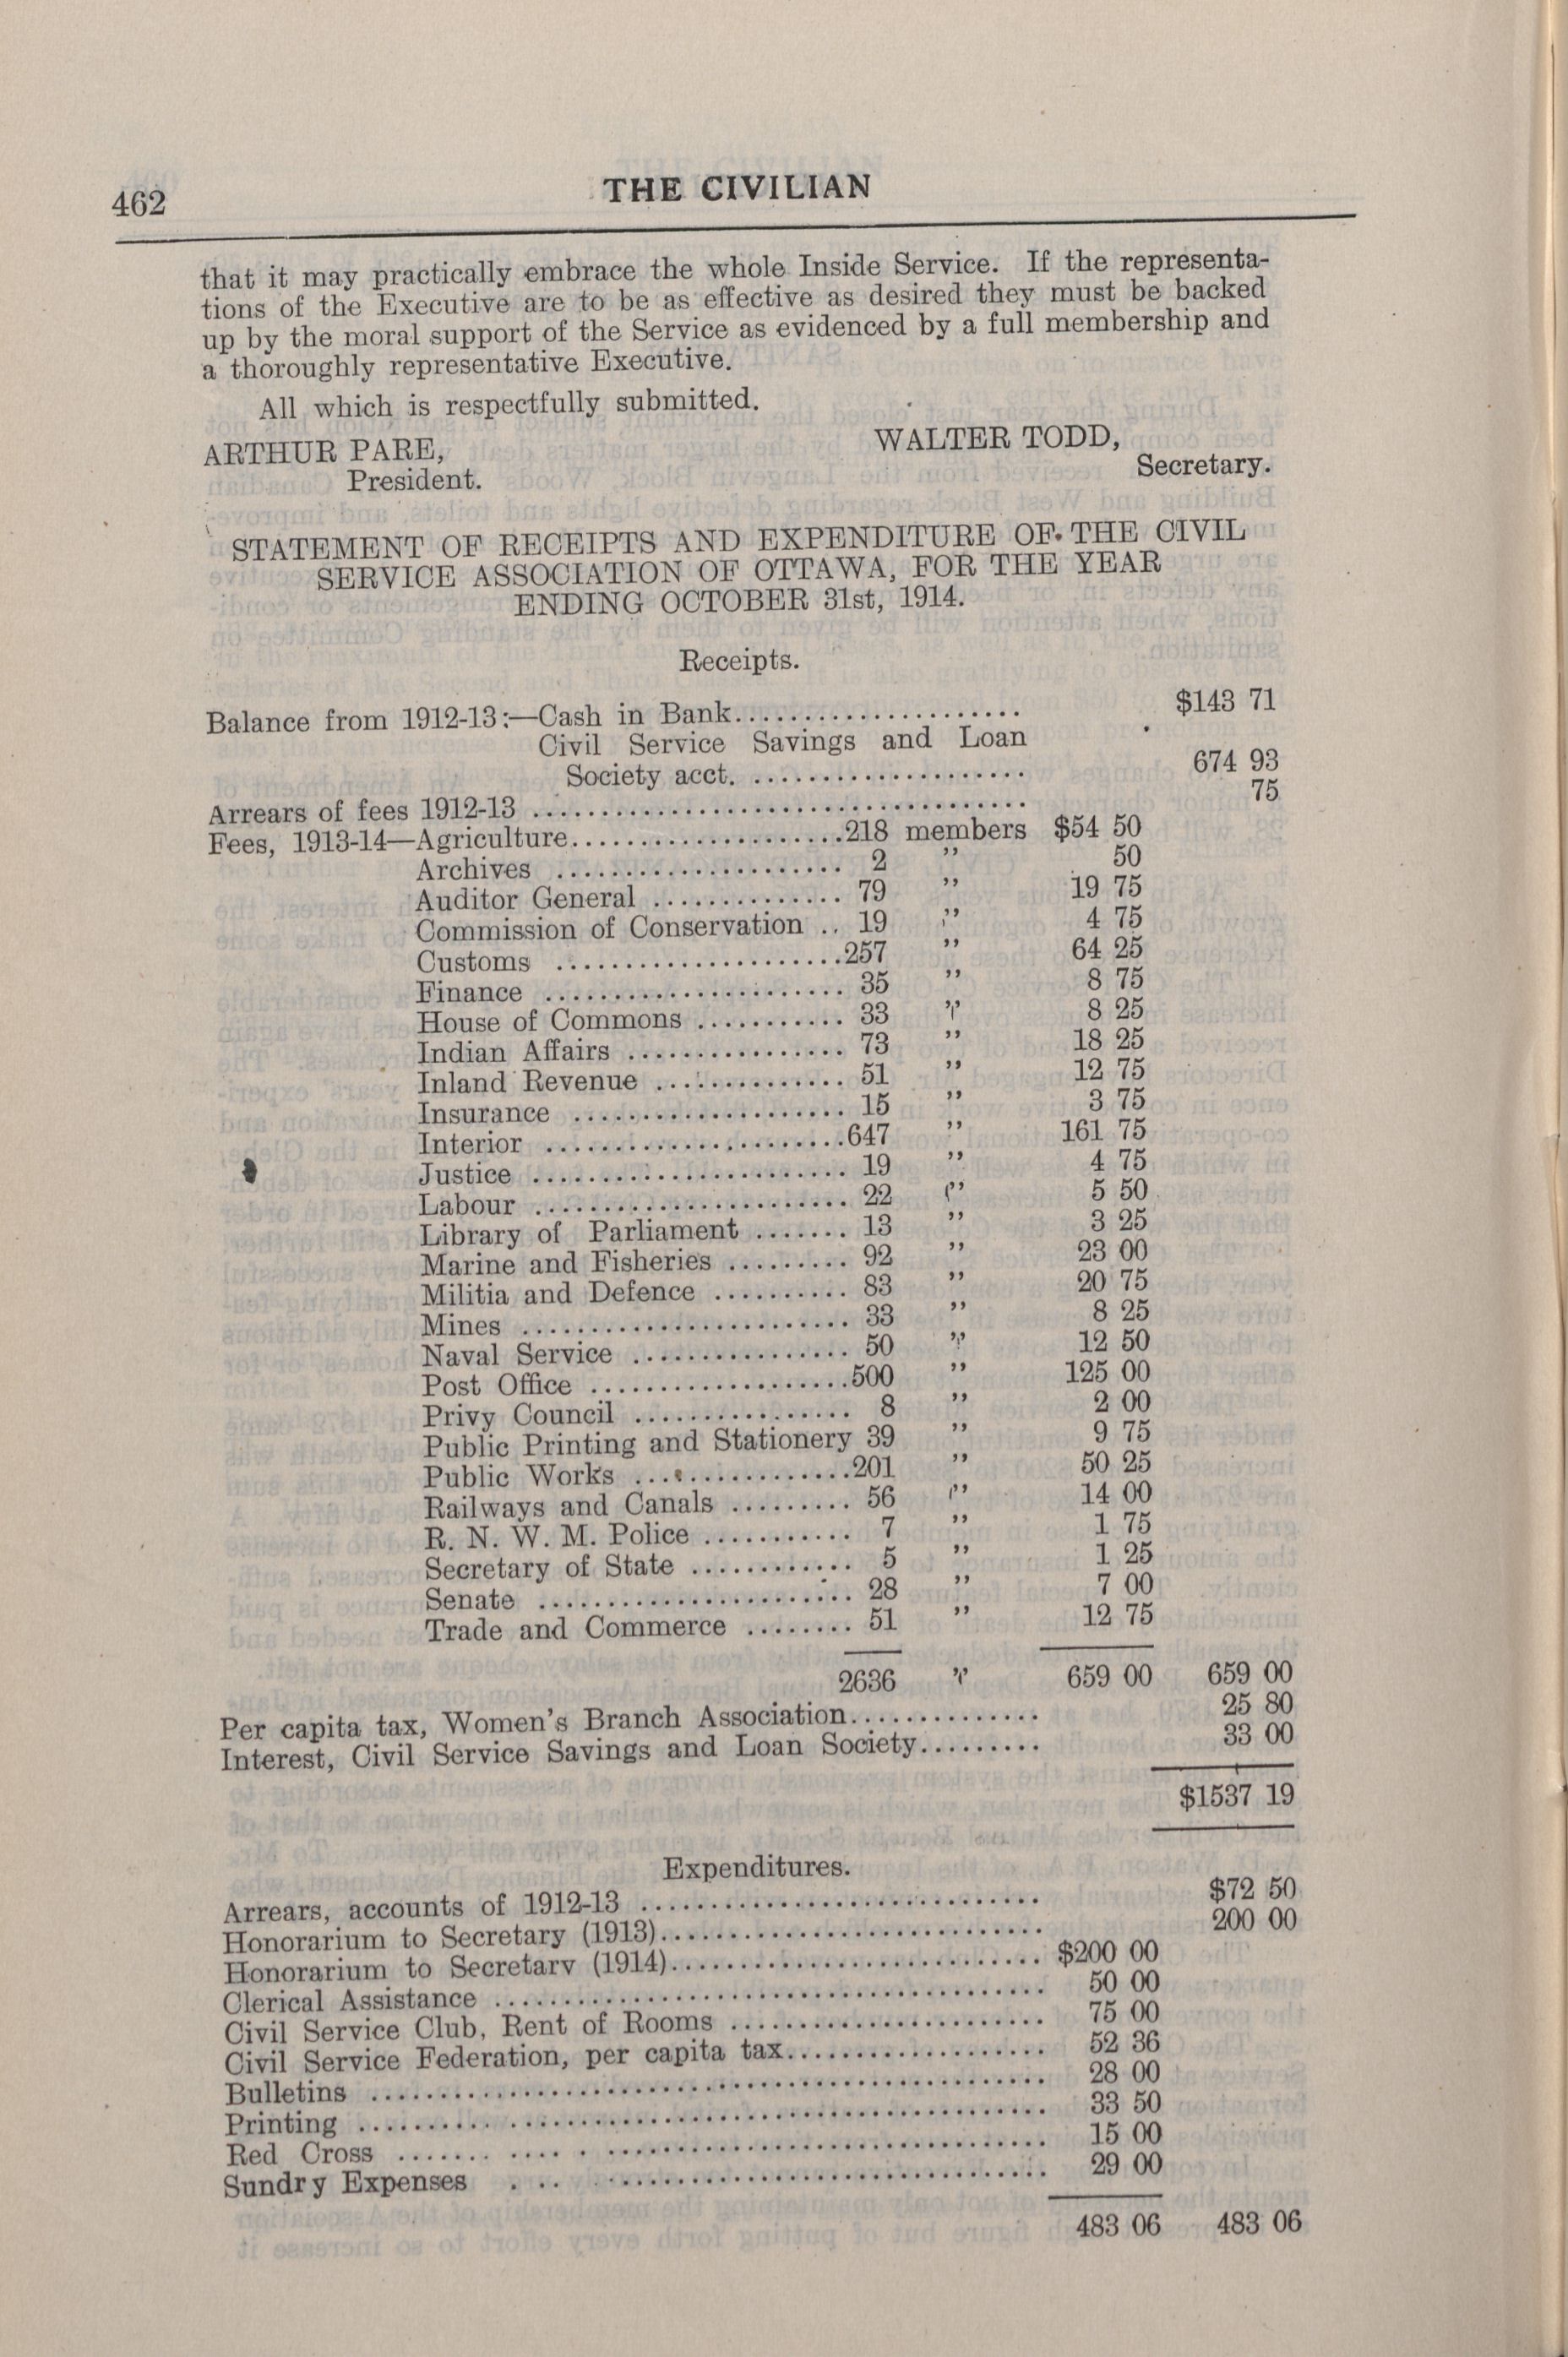 462
THE CIVILIAN
that it may practically embrace the whole Inside Service. If the representa-
tions of the Executive are to be as effective as desired they must be backed
up by the moral support of the Service as evidenced by a full membership and
a thoroughly representative Executive.
All which is respectfully submitted.
ARTHUR PARE,
President.
WALTER TODD,
Secretary.
STATEMENT OF RECEIPTS AND EXPENDITURE OF THE CIVIL
SERVICE ASSOCIATION OF OTTAWA, FOR THE YEAR
ENDING OCTOBER 31st, 1914.
Receipts.
Balance from 1912-13:—Cash in Bank..................... $143 71
Civil Service Savings and Loan
Society acct. .................... 674 93
Arrears of fees 1912-13 .................................... 75
Fees, 1913-14—Agriculture....................218 members $54 50
Archives ..................... 2 " 50
Auditor General .............. 79 " 19 75
Commission of Conservation .. 19 " 4 75
Customs .....................257 " 64 25
Finance ...................... 35 " 8 75
House of Commons ........... 33 " 8 25
Indian Affairs ................ 73 " 18 25
Inland Revenue .............. 51 " 12 75
Insurance .................... 15 " 3 75
Interior ......................647 " 161 75
Justice ....................... 19 " 4 75
Labour ....................... 22 " 5 50
Library of Parliament ....... 13 " 3 25
Marine and Fisheries ......... 92 " 23 00
Militia and Defence .......... 83 " 20 75
Mines ........................ 33 " 8 25
Naval Service ................ 50 " 12 50
Post Office ...................500 " 125 00
Privy Council ................ 8 " 2 00
Public Printing and Stationery 39 " 9 75
Public Works ................201 " 50 25
Railways and Canals ......... 56 " 14 00
R. N. W. M. Police ........... 7 " 1 75
Secretary of State ............ 5 " 1 25
Senate ....................... 28 " 7 00
Trade and Commerce ........ 51 " 12 75
2636 " 659 00 659 00
Per capita tax, Women's Branch Association.............. 25 80
Interest, Civil Service Savings and Loan Society......... 33 00
$1537 19
Expenditures.
Arrears, accounts of 1912-13 ............................. $72 50
Honorarium to Secretary (1913)............................ 200 00
Honorarium to Secretary (1914)........................... $200 00
Clerical Assistance ....................................... 50 00
Civil Service Club, Rent of Rooms ....................... 75 00
Civil Service Federation, per capita tax................... 52 36
Bulletins ................................................. 28 00
Printing .................................................. 33 50
Red Cross ............................................... 15 00
Sundry Expenses ................................... 29 00
483 06 483 06